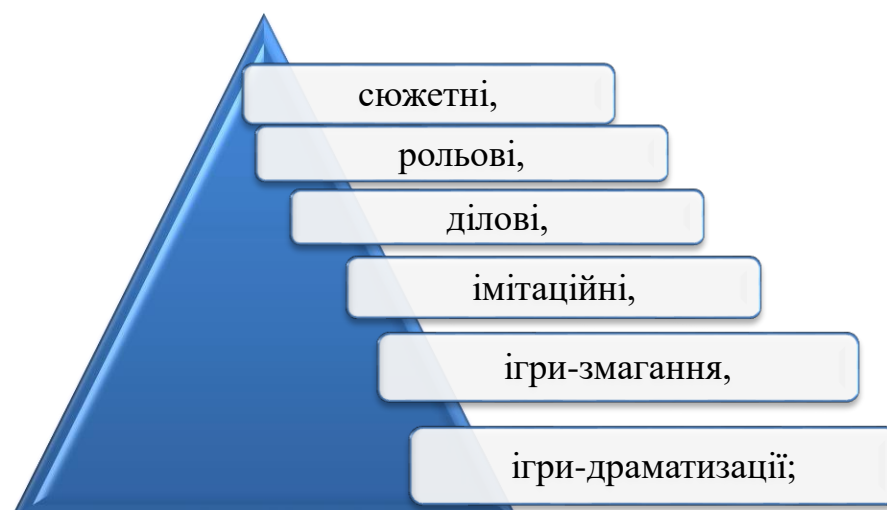 сюжетні,
рольові,
ділові,
імітаційні,
ігри-змагання,
ігри-драматизації;